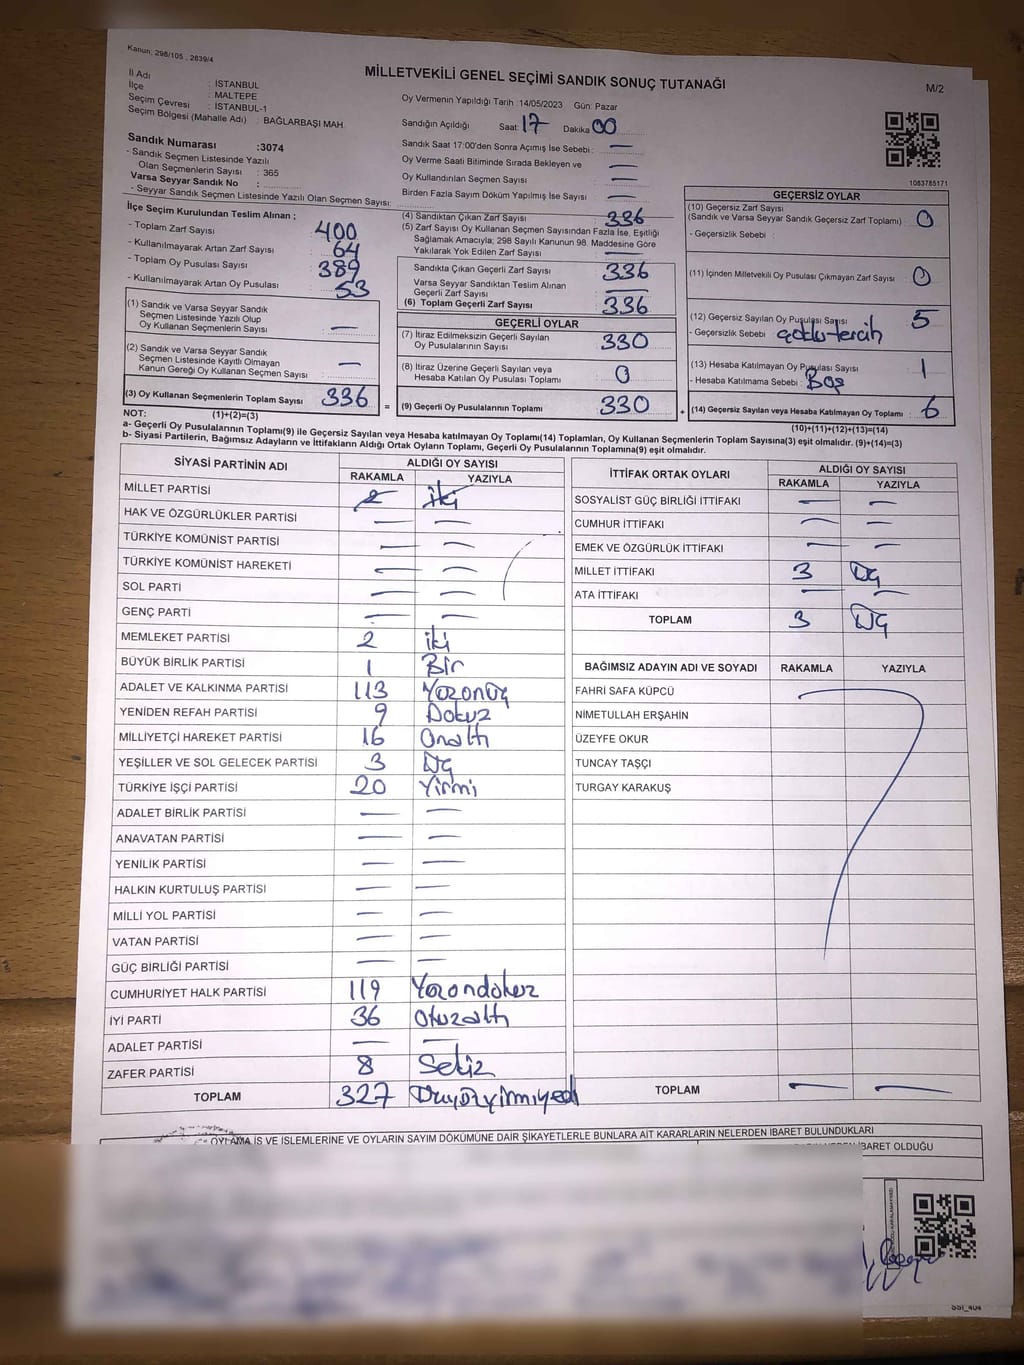 Kanun: 298/105 , 2839/4
MİLLETVEKİLİ GENEL SEÇİMİ SANDIK SONUÇ TUTANAĞI
M/2
İl Adı : İSTANBUL
İlçe : MALTEPE
Seçim Çevresi : İSTANBUL-1
Seçim Bölgesi (Mahalle Adı) : BAĞLARBAŞI MAH.
Sandık Numarası :3074
- Sandık Seçmen Listesinde Yazılı
Olan Seçmenlerin Sayısı : 365
Varsa Seyyar Sandık No :
- Seyyar Sandık Seçmen Listesinde Yazılı Olan Seçmen Sayısı:
Oy Vermenin Yapıldığı Tarih :14/05/2023 Gün: Pazar
Sandığın Açıldığı Saat: 17 Dakika: 00
Sandık Saat 17:00'den Sonra Açımış İse Sebebi : —
Oy Verme Saati Bitiminde Sırada Bekleyen ve —
Oy Kullandırılan Seçmen Sayısı : —
Birden Fazla Sayım Döküm Yapılmış İse Sayısı : —
1083785171
İlçe Seçim Kurulundan Teslim Alınan ;
- Toplam Zarf Sayısı : 400
- Kullanılmayarak Artan Zarf Sayısı : 64
- Toplam Oy Pusulası Sayısı : 389
- Kullanılmayarak Artan Oy Pusulası : 53
(1) Sandık ve Varsa Seyyar Sandık
Seçmen Listesinde Yazılı Olup
Oy Kullanan Seçmenlerin Sayısı : —
(2) Sandık ve Varsa Seyyar Sandık
Seçmen Listesinde Kayıtlı Olmayan
Kanun Gereği Oy Kullanan Seçmen Sayısı : —
(3) Oy Kullanan Seçmenlerin Toplam Sayısı : 336
(1)+(2)=(3)
(4) Sandıktan Çıkan Zarf Sayısı : 336
(5) Zarf Sayısı Oy Kullanan Seçmen Sayısından Fazla İse, Eşitliği
Sağlamak Amacıyla; 298 Sayılı Kanunun 98. Maddesine Göre
Yakılarak Yok Edilen Zarf Sayısı : —
Sandıkta Çıkan Geçerli Zarf Sayısı : 336
Varsa Seyyar Sandıktan Teslim Alınan
Geçerli Zarf Sayısı : —
(6) Toplam Geçerli Zarf Sayısı : 336
GEÇERLİ OYLAR
(7) İtiraz Edilmeksizin Geçerli Sayılan
Oy Pusulalarının Sayısı : 330
(8) İtiraz Üzerine Geçerli Sayılan veya
Hesaba Katılan Oy Pusulası Toplamı : 0
= (9) Geçerli Oy Pusulalarının Toplamı : 330
GEÇERSİZ OYLAR
(10) Geçersiz Zarf Sayısı
(Sandık ve Varsa Seyyar Sandık Geçersiz Zarf Toplamı) : 0
- Geçersizlik Sebebi :
(11) İçinden Milletvekili Oy Pusulası Çıkmayan Zarf Sayısı : 0
(12) Geçersiz Sayılan Oy Pusulası Sayısı : 5
- Geçersizlik Sebebi : çoklu tercih
(13) Hesaba Katılmayan Oy Pusulası Sayısı : 1
- Hesaba Katılmama Sebebi : Boş
+ (14) Geçersiz Sayılan veya Hesaba Katılmayan Oy Toplamı : 6
(10)+(11)+(12)+(13)=(14)
NOT:
a- Geçerli Oy Pusulalarının Toplamı(9) ile Geçersiz Sayılan veya Hesaba katılmayan Oy Toplamı(14) Toplamları, Oy Kullanan Seçmenlerin Toplam Sayısına(3) eşit olmalıdır. (9)+(14)=(3)
b- Siyasi Partilerin, Bağımsız Adayların ve İttifakların Aldığı Ortak Oyların Toplamı, Geçerli Oy Pusulalarının Toplamına(9) eşit olmalıdır.
SİYASİ PARTİNİN ADI ALDIĞI OY SAYISI
RAKAMLA YAZIYLA
MİLLET PARTİSİ 2 iki
HAK VE ÖZGÜRLÜKLER PARTİSİ — —
TÜRKİYE KOMÜNİST PARTİSİ — —
TÜRKİYE KOMÜNİST HAREKETİ — —
SOL PARTİ — —
GENÇ PARTİ — —
MEMLEKET PARTİSİ 2 iki
BÜYÜK BİRLİK PARTİSİ 1 Bir
ADALET VE KALKINMA PARTİSİ 113 Yüzonüç
YENİDEN REFAH PARTİSİ 9 Dokuz
MİLLİYETÇİ HAREKET PARTİSİ 16 Onaltı
YEŞİLLER VE SOL GELECEK PARTİSİ 3 Üç
TÜRKİYE İŞÇİ PARTİSİ 20 Yirmi
ADALET BİRLİK PARTİSİ — —
ANAVATAN PARTİSİ — —
YENİLİK PARTİSİ — —
HALKIN KURTULUŞ PARTİSİ — —
MİLLİ YOL PARTİSİ — —
VATAN PARTİSİ — —
GÜÇ BİRLİĞİ PARTİSİ — —
CUMHURİYET HALK PARTİSİ 119 Yüzondokuz
İYİ PARTİ 36 Otuzaltı
ADALET PARTİSİ — —
ZAFER PARTİSİ 8 Sekiz
TOPLAM 327 Üçyüzyirmiyedi
İTTİFAK ORTAK OYLARI ALDIĞI OY SAYISI
RAKAMLA YAZIYLA
SOSYALİST GÜÇ BİRLİĞİ İTTİFAKI — —
CUMHUR İTTİFAKI — —
EMEK VE ÖZGÜRLÜK İTTİFAKI — —
MİLLET İTTİFAKI 3 Üç
ATA İTTİFAKI — —
TOPLAM 3 Üç
BAĞIMSIZ ADAYIN ADI VE SOYADI RAKAMLA YAZIYLA
FAHRİ SAFA KÜPCÜ
NİMETULLAH ERŞAHİN
ÜZEYFE OKUR
TUNCAY TAŞÇI
TURGAY KARAKUŞ
TOPLAM — —
OYLAMA İŞ VE İŞLEMLERİNE VE OYLARIN SAYIM DÖKÜMÜNE DAİR ŞİKAYETLERLE BUNLARA AİT KARARLARIN NELERDEN İBARET BULUNDUKLARI
İBARET OLDUĞU